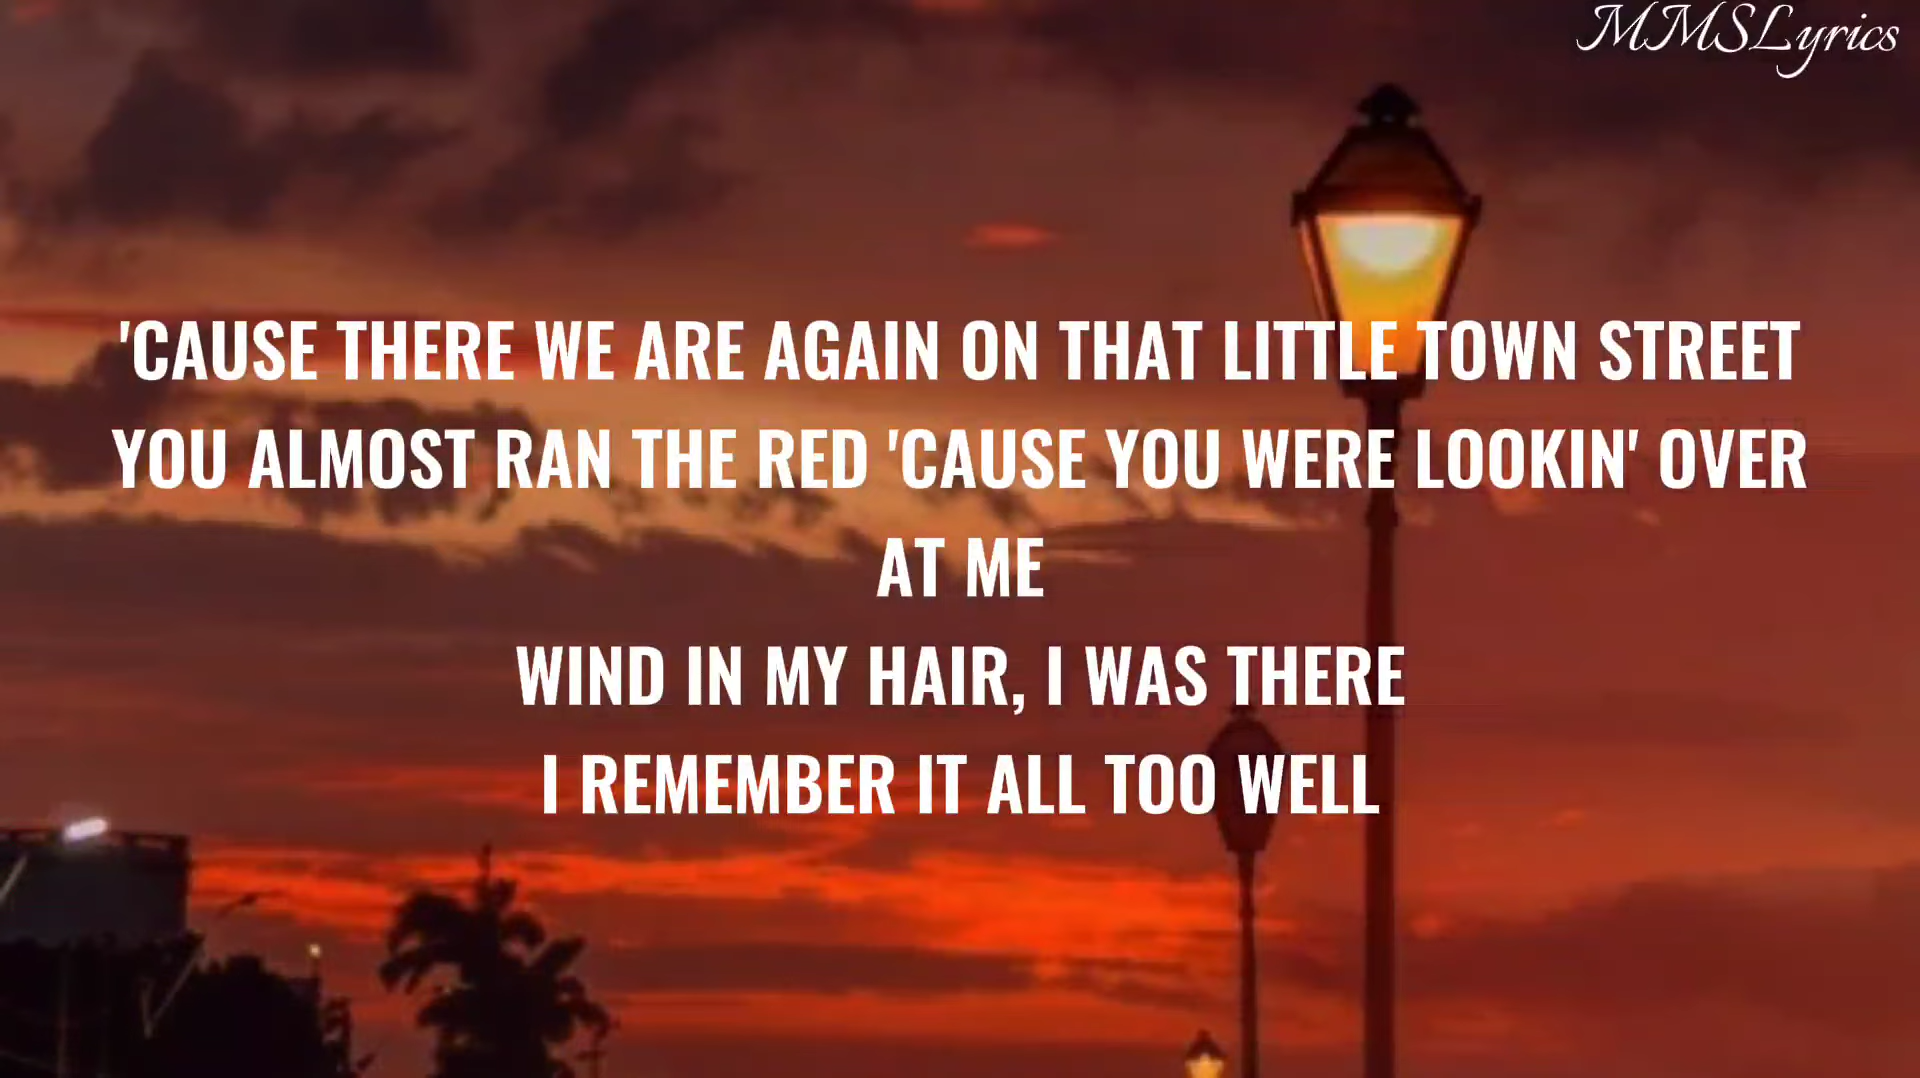 MMSLyrics
'CAUSE THERE WE ARE AGAIN ON THAT LITTLE TOWN STREET
YOU ALMOST RAN THE RED 'CAUSE YOU WERE LOOKIN' OVER
AT ME
WIND IN MY HAIR, I WAS THERE
I REMEMBER IT ALL TOO WELL